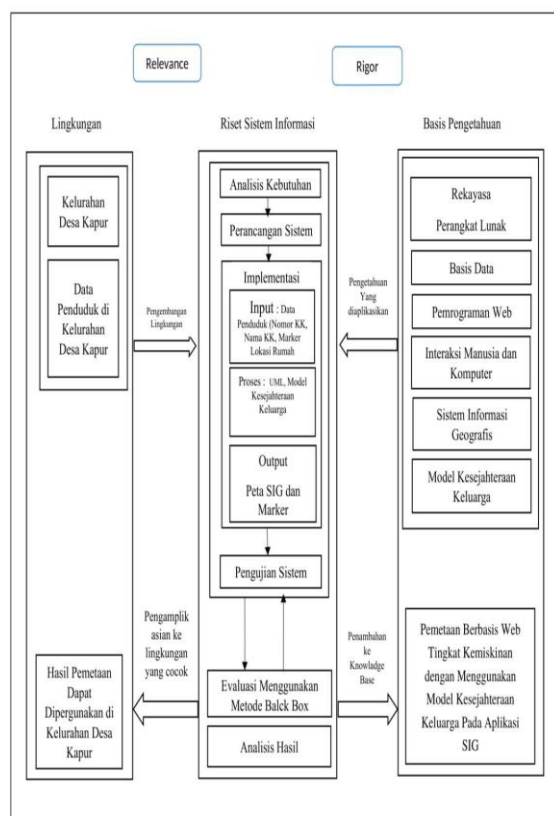 Relevance
Rigor
Lingkungan
Riset Sistem Informasi
Basis Pengetahuan
Kelurahan
Desa Kapur
Data
Penduduk di
Kelurahan
Desa Kapur
Pengembangan
Lingkungan
Analisis Kebutuhan
Perancangan Sistem
Implementasi
Input : Data
Penduduk (Nomor KK,
Nama KK, Marker
Lokasi Rumah
Proses : UML, Model
Kesejahteraan
Keluarga
Output
Peta SIG dan
Marker
Pengujian Sistem
Pengetahuan
Yang
diaplikasikan
Rekayasa
Perangkat Lunak
Basis Data
Pemrograman Web
Interaksi Manusia dan
Komputer
Sistem Informasi
Geografis
Model Kesejahteraan
Keluarga
Hasil Pemetaan
Dapat
Dipergunakan di
Kelurahan Desa
Kapur
Pengamplik
asian ke
lingkungan
yang cocok
Evaluasi Menggunakan
Metode Balck Box
Analisis Hasil
Penambahan
ke
Knowladge
Base
Pemetaan Berbasis Web
Tingkat Kemiskinan
dengan Menggunakan
Model Kesejahteraan
Keluarga Pada Aplikasi
SIG